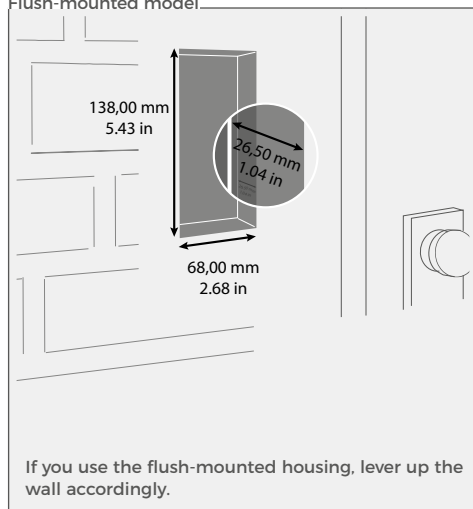 Flush-mounted model
138,00 mm
5.43 in
26,50 mm
1.04 in
68,00 mm
2.68 in
If you use the flush-mounted housing, lever up the
wall accordingly.